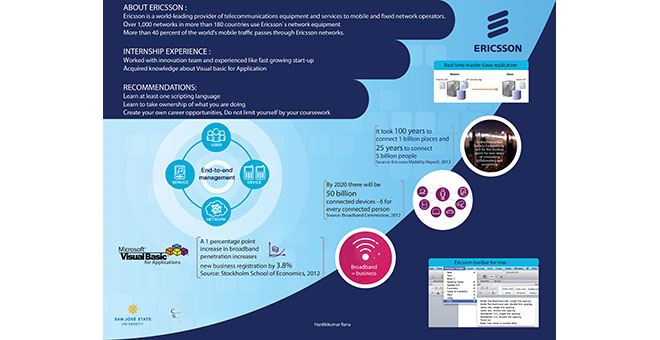 ABOUT ERICSSON :
Ericsson is a world-leading provider of telecommunications equipment and services to mobile and fixed network operators.
Over 1,000 networks in more than 180 countries use Ericsson`s network equipment
More than 40 percent of the world's mobile traffic passes through Ericsson networks.
ERICSSON
INTERNSHIP EXPERIENCE :
Worked with innovation team and experienced like fast growing start-up
Acquired knowledge about Visual basic for Application
RECOMMENDATIONS:
Learn at least one scripting language
Learn to take ownership of what you are doing
Create your own career opportunities, Do not limit yourself by your coursework
Real time master slave replication
Master
Slave
USER
SERVICE
End-to-end
management
DEVICE
NETWORK
It took 100 years to
connect 1 billion places and
25 years to connect
5 billion people
Source: Ericsson Mobility Report, 2012
By 2020 there will be
50 billion
connected devices - 6 for
every connected person
Source: Broadband Commission, 2012
A 1 percentage point
increase in broadband
penetration increases
new business registration by 3.8%
Source: Stockholm School of Economics, 2012
Broadband
= business
Microsoft
Visual Basic
for Applications
Ericsson toolbar for mac
SAN JOSÉ STATE
UNIVERSITY
Hardikkumar Rana